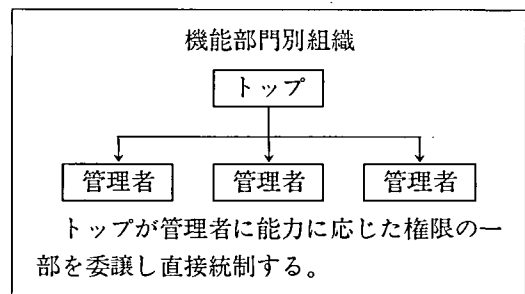 機能部門別組織
トップ
管理者 管理者 管理者
トップが管理者に能力に応じた権限の一
部を委譲し直接統制する。